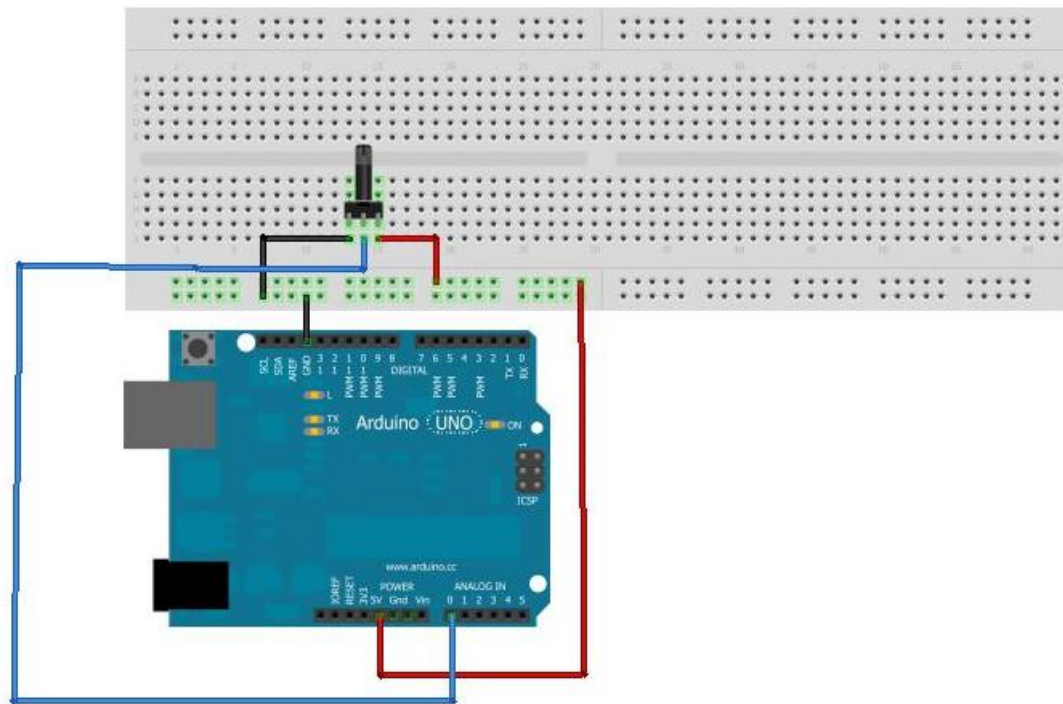 SCL
SDA
AREF
GND
13
12
11 PWM
10 PWM
9 PWM
8
DIGITAL
7
6 PWM
5 PWM
4
3 PWM
2
1 TX
0 RX
L
TX
RX
Arduino UNO
ON
1
ICSP
www.arduino.cc
POWER
ANALOG IN
IOREF
RESET
3V3
5V Gnd Vin
0 1 2 3 4 5